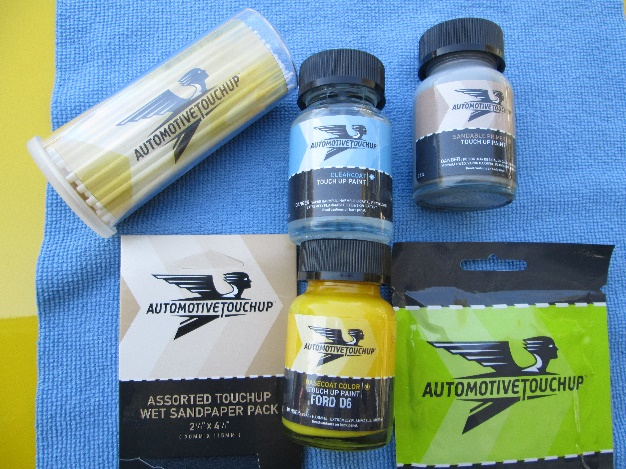 AUTOMOTIVETOUCHUP
AUTOMOTIVETOUCHUP
CLEARCOAT
TOUCH UP PAINT
AUTOMOTIVETOUCHUP
SANDABLE PRIMER
TOUCH UP PAINT
DANGER:
AUTOMOTIVETOUCHUP
ASSORTED TOUCHUP
WET SANDPAPER PACK
AUTOMOTIVETOUCHUP
BASECOAT COLOR
TOUCH UP PAINT
FORD D6
AUTOMOTIVETOUCHUP